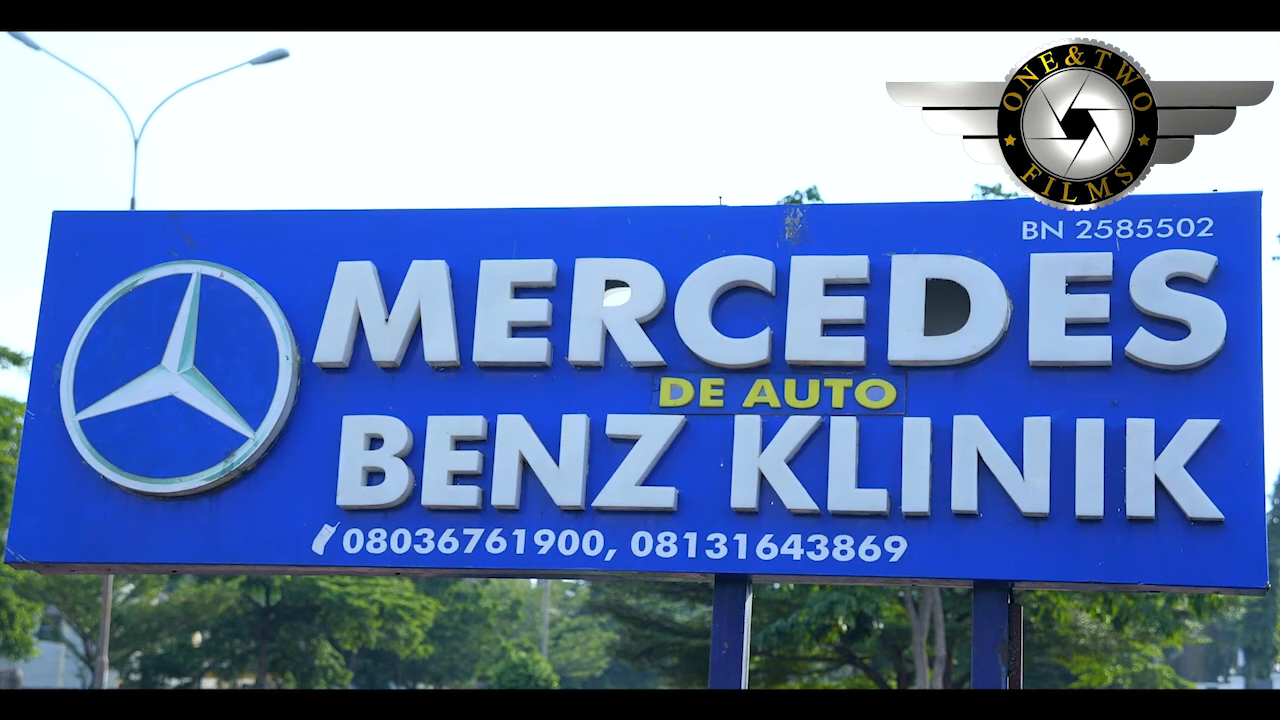 ONE & TWO
FILMS
BN 2585502
MERCEDES
DE AUTO
BENZ KLINIK
08036761900, 08131643869